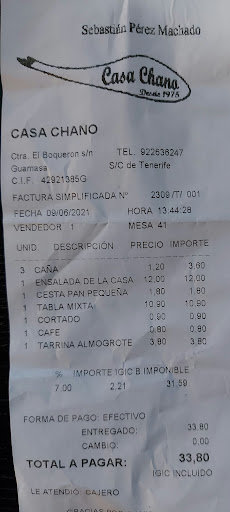 Sebastián Pérez Machado
Casa Chano
Desde 1975
CASA CHANO
Ctra. El Boqueron s/n TEL. 922636247
Guamasa S/C de Tenerife
C.I.F. 42921385G
FACTURA SIMPLIFICADA Nº 2309 /T/ 001
FECHA 09/06/2021 HORA 13:44:28
VENDEDOR 1 MESA 41
UNID. DESCRIPCIÓN PRECIO IMPORTE
3 CAÑA 1,20 3,60
1 ENSALADA DE LA CASA 12,00 12,00
1 CESTA PAN PEQUEÑA 1,80 1,80
1 TABLA MIXTA 10,90 10,90
1 CORTADO 0,90 0,90
1 CAFE 0,80 0,80
1 TARRINA ALMOGROTE 3,80 3,80
% IMPORTE IGIC B.IMPONIBLE
7.00 2.21 31.59
FORMA DE PAGO: EFECTIVO
ENTREGADO: 33.80
CAMBIO: 0,00
TOTAL A PAGAR: 33,80
IGIC INCLUIDO
LE ATENDIO: CAJERO
GRACIAS POR